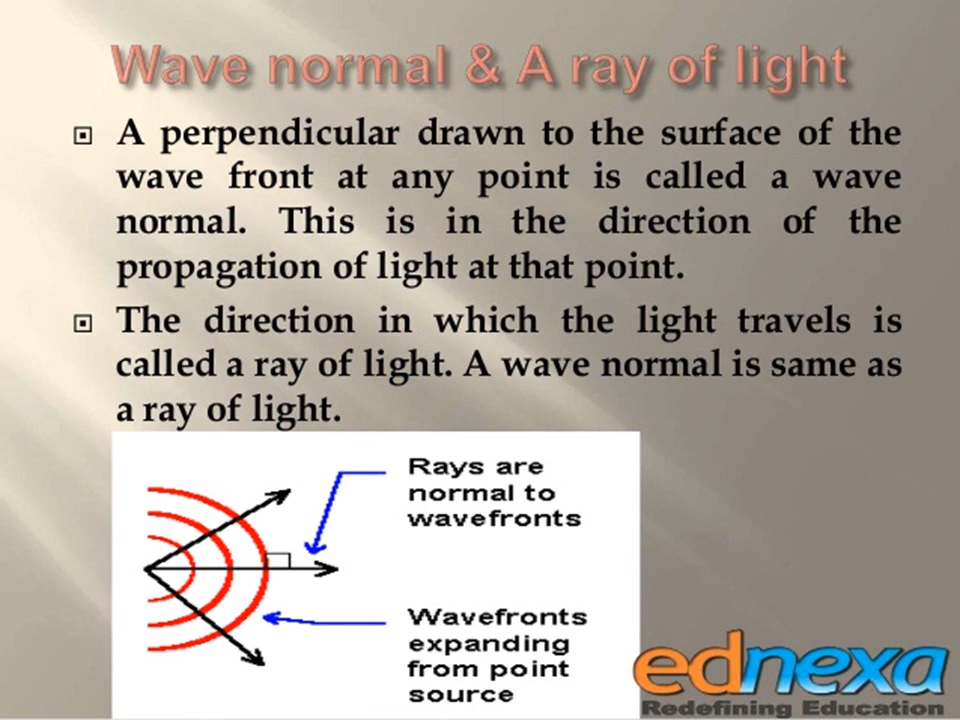 Wave normal & A ray of light
A perpendicular drawn to the surface of the
wave front at any point is called a wave
normal. This is in the direction of the
propagation of light at that point.
The direction in which the light travels is
called a ray of light. A wave normal is same as
a ray of light.
Rays are
normal to
wavefronts
Wavefronts
expanding
from point
source
ednexa
Redefining Education